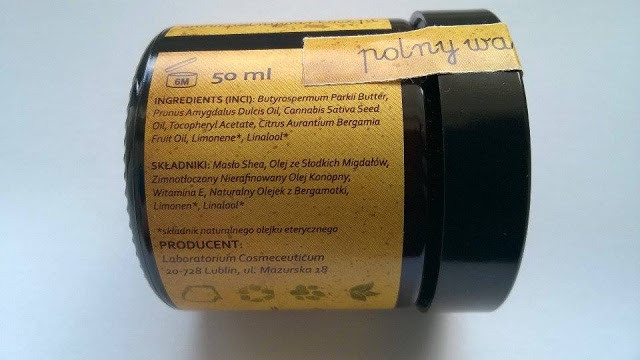 polny wa
6M
50 ml
INGREDIENTS (INCI): Butyrospermum Parkii Butter,
Prunus Amygdalus Dulcis Oil, Cannabis Sativa Seed
Oil, Tocopheryl Acetate, Citrus Aurantium Bergamia
Fruit Oil, Limonene*, Linalool*
SKŁADNIKI: Masło Shea, Olej ze Słodkich Migdałów,
Zimnotłoczony Nierafinowany Olej Konopny,
Witamina E, Naturalny Olejek z Bergamotki,
Limonen*, Linalool*
*składnik naturalnego olejku eterycznego
PRODUCENT:
Laboratorium Cosmeceuticum
20-728 Lublin, ul. Mazurska 18